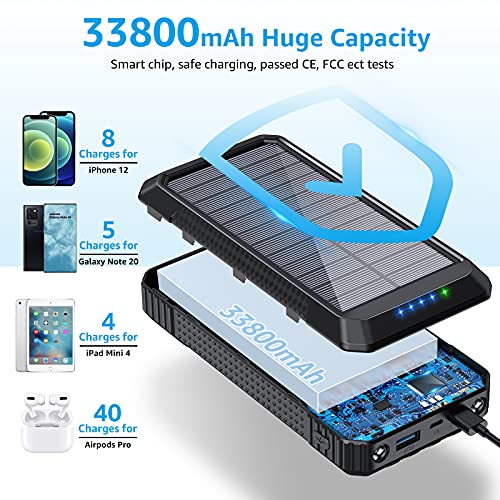 33800mAh Huge Capacity
Smart chip, safe charging, passed CE, FCC ect tests
8
Charges for
iPhone 12
5
Charges for
Galaxy Note 20
4
Charges for
iPad Mini 4
40
Charges for
Airpods Pro
33800mAh